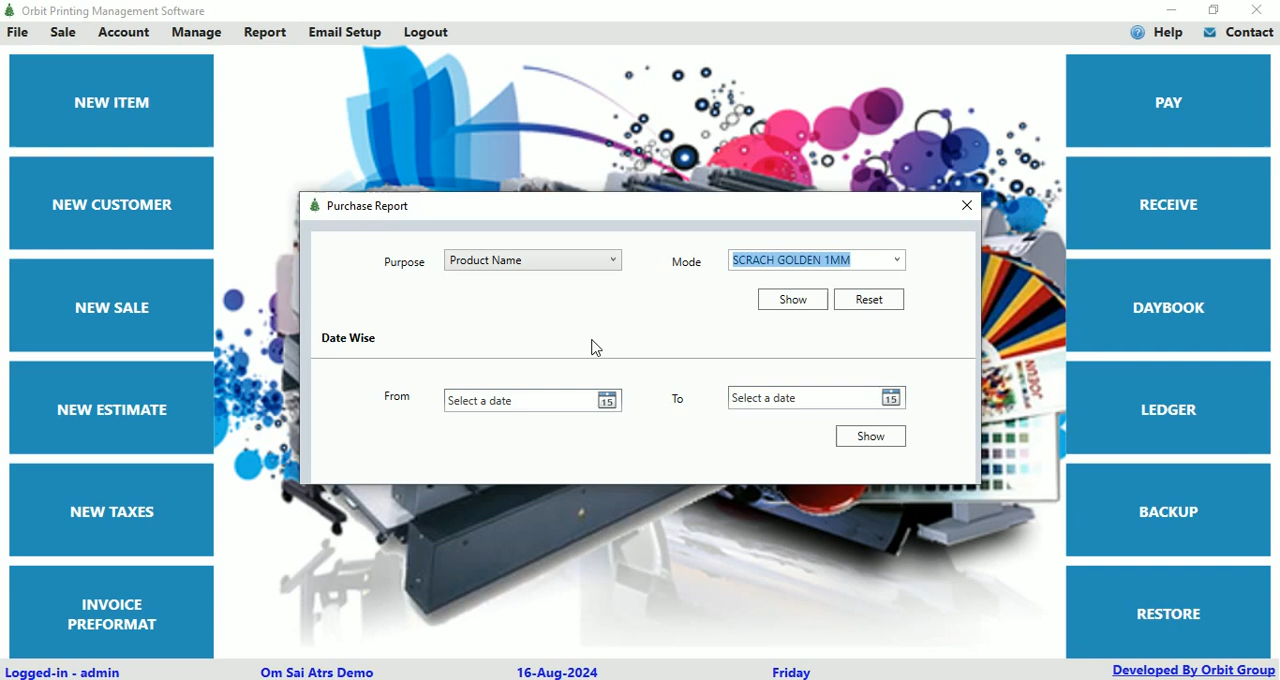 Orbit Printing Management Software
File Sale Account Manage Report Email Setup Logout Help Contact
NEW ITEM
NEW CUSTOMER
NEW SALE
NEW ESTIMATE
NEW TAXES
INVOICE
PREFORMAT
Purchase Report
Purpose Product Name Mode SCRACH GOLDEN 1MM
Show Reset
Date Wise
From Select a date 15 To Select a date 15
Show
PAY
RECEIVE
DAYBOOK
LEDGER
BACKUP
RESTORE
Logged-in - admin Om Sai Atrs Demo 16-Aug-2024 Friday Developed By Orbit Group